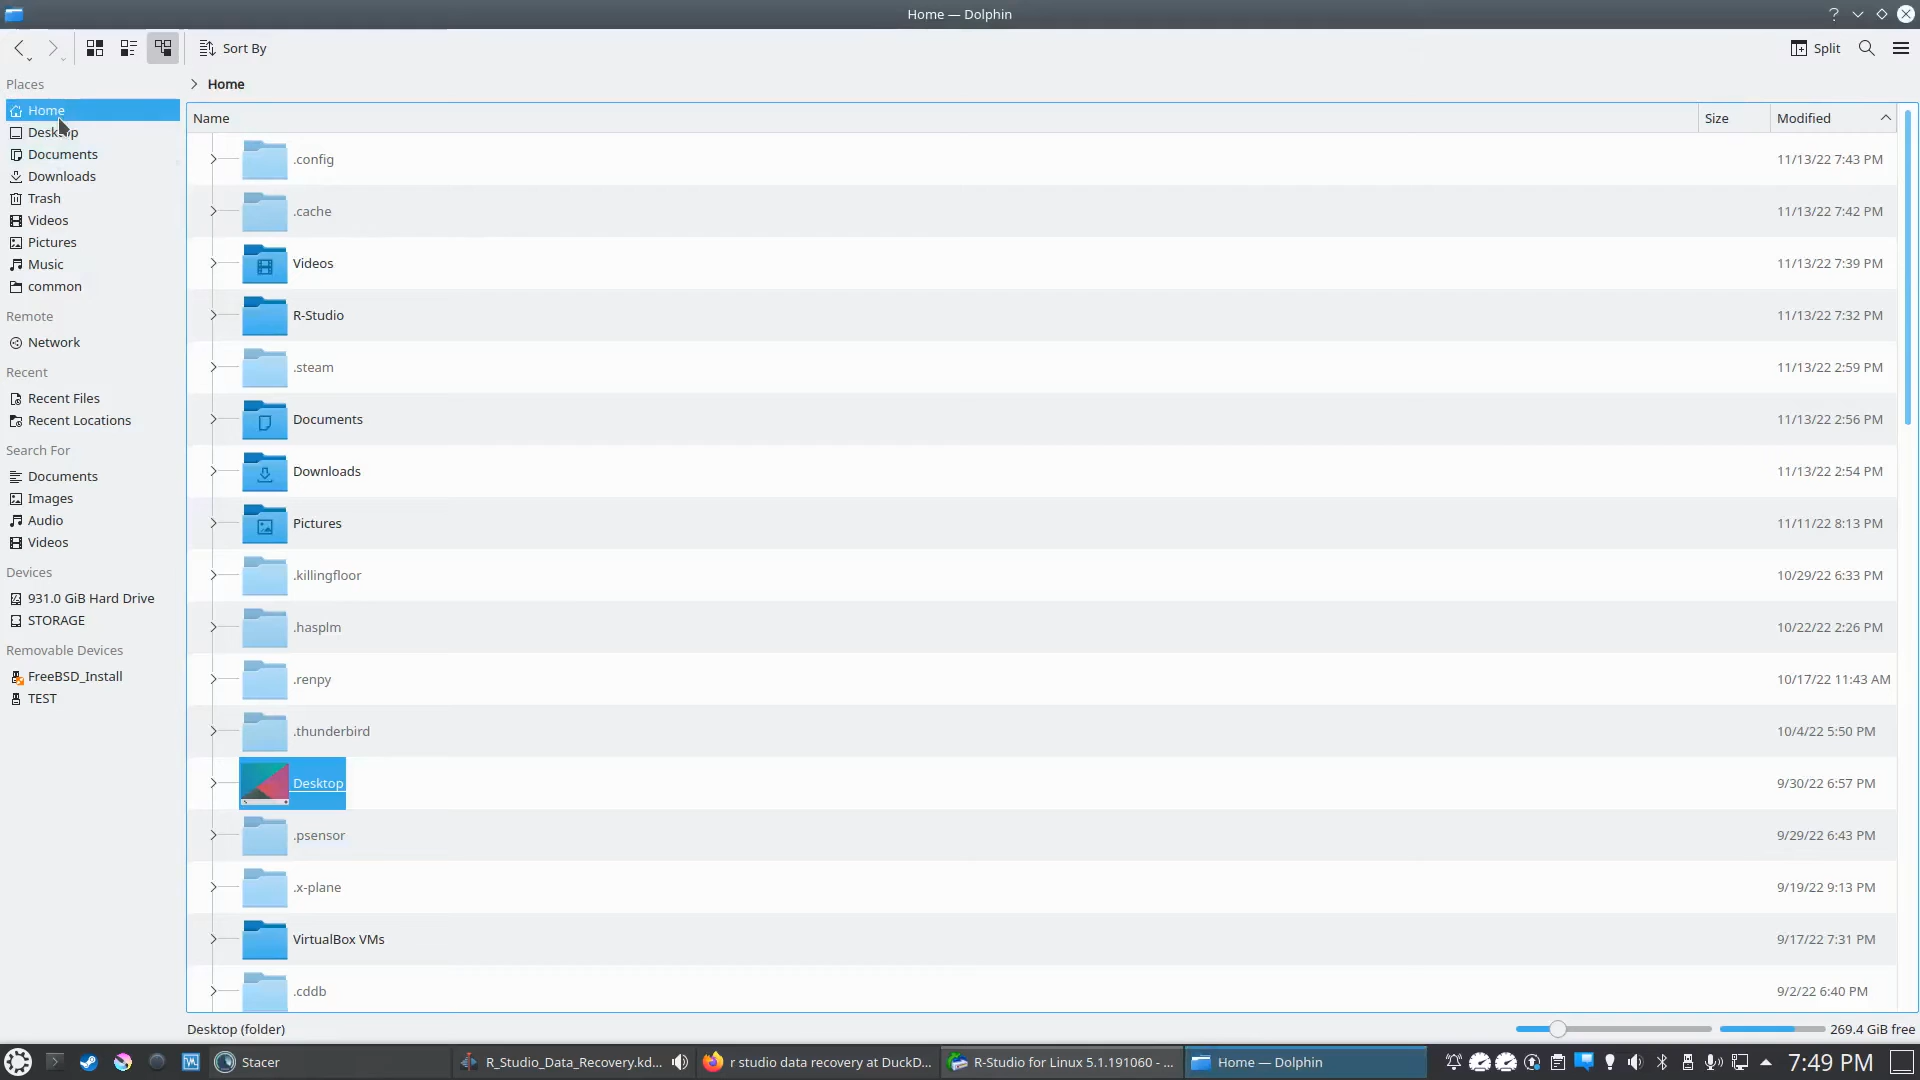 Home — Dolphin
Sort By
Split
Places
Home
Home
Desktop
Documents
Downloads
Trash
Videos
Pictures
Music
common
Remote
Network
Recent
Recent Files
Recent Locations
Search For
Documents
Images
Audio
Videos
Devices
931.0 GiB Hard Drive
STORAGE
Removable Devices
FreeBSD_Install
TEST
Name Size Modified
.config 11/13/22 7:43 PM
.cache 11/13/22 7:42 PM
Videos 11/13/22 7:39 PM
R-Studio 11/13/22 7:32 PM
.steam 11/13/22 2:59 PM
Documents 11/13/22 2:56 PM
Downloads 11/13/22 2:54 PM
Pictures 11/11/22 8:13 PM
.killingfloor 10/29/22 6:33 PM
.hasplm 10/22/22 2:26 PM
.renpy 10/17/22 11:43 AM
.thunderbird 10/4/22 5:50 PM
Desktop 9/30/22 6:57 PM
.psensor 9/29/22 6:43 PM
.x-plane 9/19/22 9:13 PM
VirtualBox VMs 9/17/22 7:31 PM
.cddb 9/2/22 6:40 PM
Desktop (folder)
269.4 GiB free
Stacer
R_Studio_Data_Recovery.kd...
r studio data recovery at DuckD...
R-Studio for Linux 5.1.191060 - ...
Home — Dolphin
7:49 PM